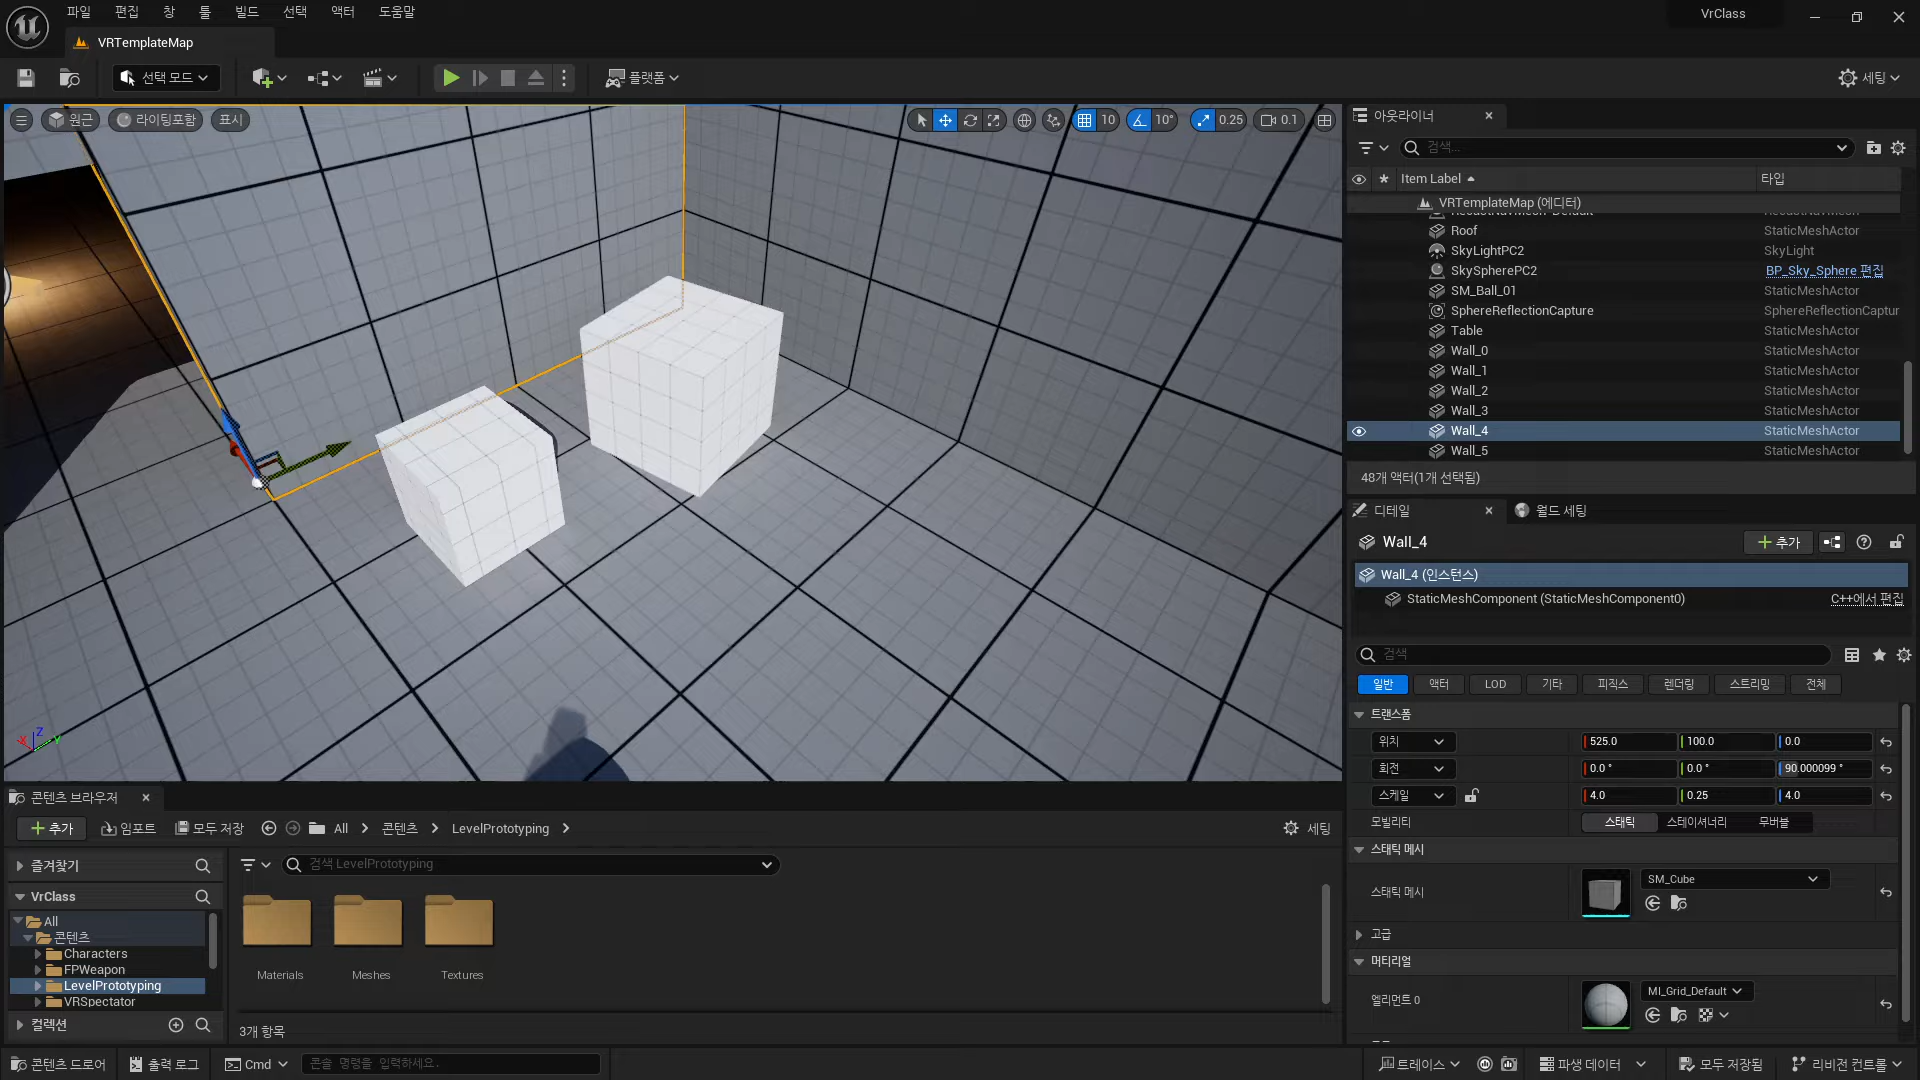 파일 편집 창 툴 빌드 선택 액터 도움말
VrClass
VRTemplateMap
선택 모드
플랫폼
세팅
원근 라이팅포함 표시
10 10° 0.25 0.1
아웃라이너
검색...
Item Label 타입
VRTemplateMap (에디터)
Roof StaticMeshActor
SkyLightPC2 SkyLight
SkySpherePC2 BP_Sky_Sphere 편집
SM_Ball_01 StaticMeshActor
SphereReflectionCapture SphereReflectionCaptur
Table StaticMeshActor
Wall_0 StaticMeshActor
Wall_1 StaticMeshActor
Wall_2 StaticMeshActor
Wall_3 StaticMeshActor
Wall_4 StaticMeshActor
Wall_5 StaticMeshActor
48개 액터(1개 선택됨)
디테일 월드 세팅
Wall_4 추가
Wall_4 (인스턴스)
StaticMeshComponent (StaticMeshComponent0) C++에서 편집
검색
일반 액터 LOD 기타 피직스 렌더링 스트리밍 전체
트랜스폼
위치 525.0 100.0 0.0
회전 0.0 ° 0.0 ° 90.000099 °
스케일 4.0 0.25 4.0
모빌리티 스태틱 스테이셔너리 무버블
스태틱 메시
스태틱 메시 SM_Cube
고급
머티리얼
엘리먼트 0 MI_Grid_Default
X Z Y
콘텐츠 브라우저
추가 임포트 모두 저장 All 콘텐츠 LevelPrototyping 세팅
즐겨찾기
검색 LevelPrototyping
VrClass
All
콘텐츠
Characters
FPWeapon
LevelPrototyping
VRSpectator
컬렉션
Materials Meshes Textures
3개 항목
콘텐츠 드로어 출력 로그 Cmd 콘솔 명령을 입력하세요. 트레이스 파생 데이터 모두 저장됨 리비전 컨트롤